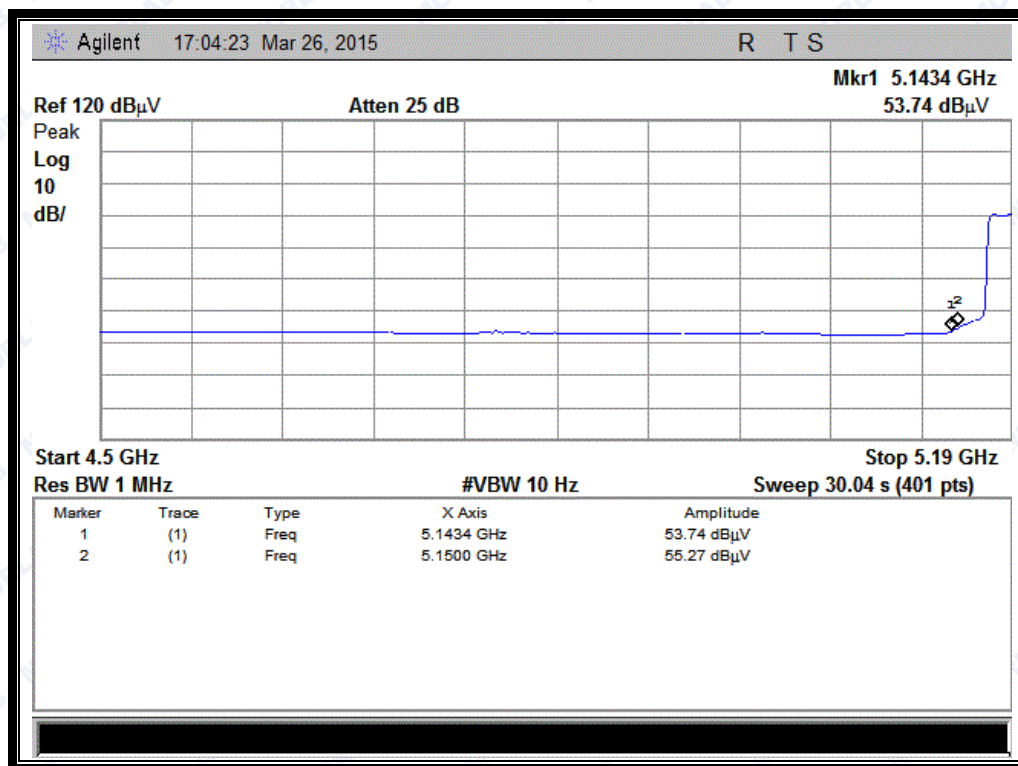 Agilent 17:04:23 Mar 26, 2015 R T S
Mkr1 5.1434 GHz
Ref 120 dBµV Atten 25 dB 53.74 dBµV
Peak
Log
10
dB/
1 2
Start 4.5 GHz Stop 5.19 GHz
Res BW 1 MHz #VBW 10 Hz Sweep 30.04 s (401 pts)
Marker Trace Type X Axis Amplitude
1 (1) Freq 5.1434 GHz 53.74 dBµV
2 (1) Freq 5.1500 GHz 55.27 dBµV